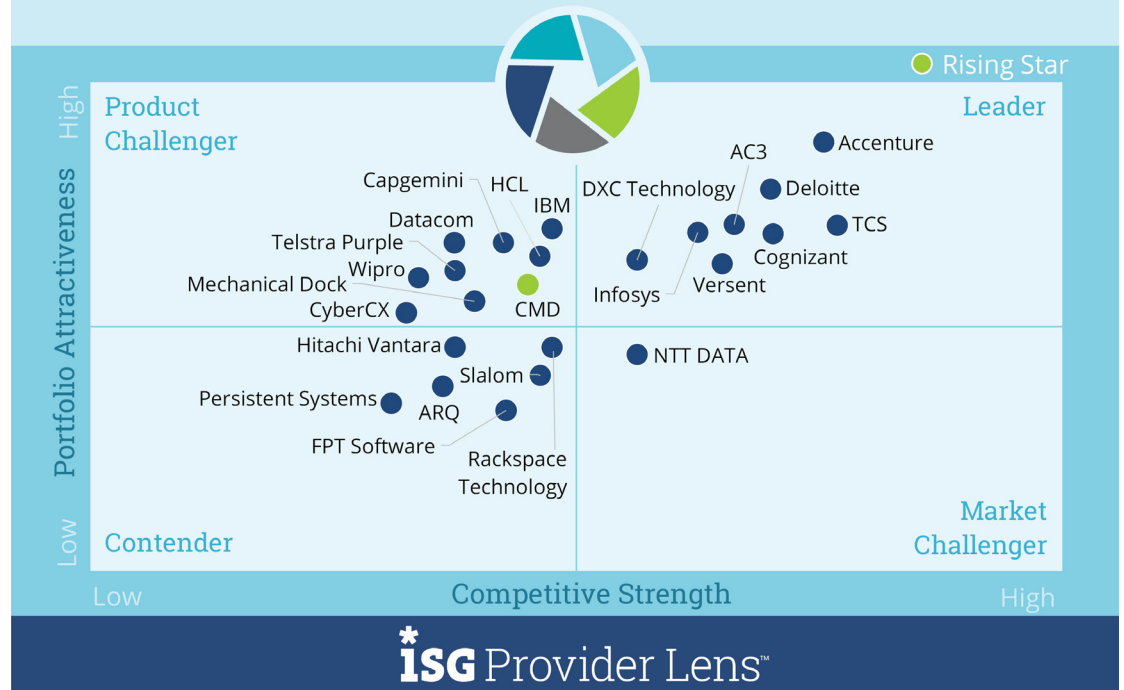 Rising Star
High
Product
Challenger
Leader
Accenture
AC3
Capgemini
HCL
DXC Technology
Deloitte
IBM
Datacom
TCS
Telstra Purple
Cognizant
Wipro
Mechanical Dock
Versent
Infosys
CyberCX
CMD
Portfolio Attractiveness
Hitachi Vantara
NTT DATA
Slalom
Persistent Systems
ARQ
FPT Software
Rackspace
Technology
Market
Challenger
Contender
Low
Low
Competitive Strength
High
*ISG Provider Lens™